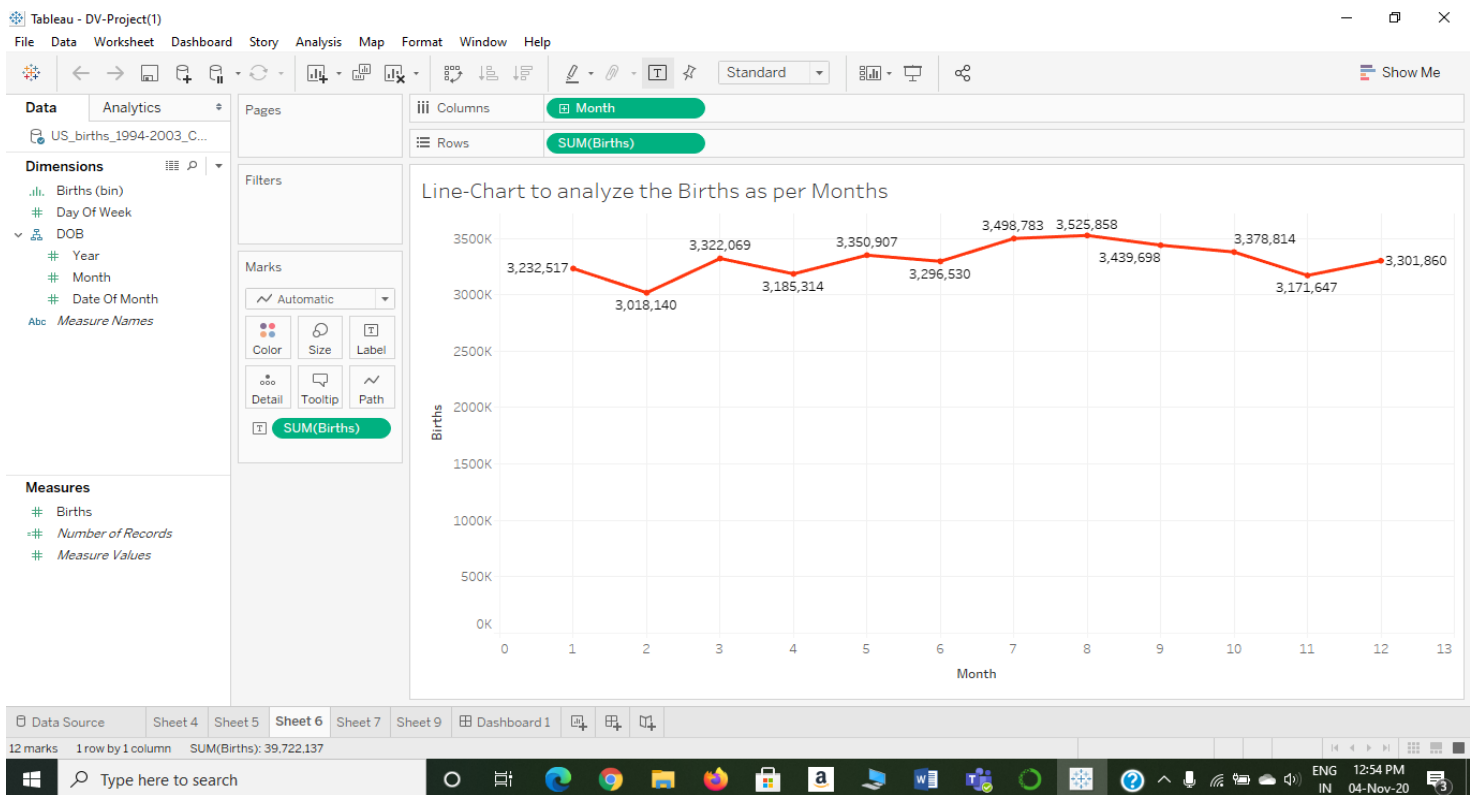 Tableau - DV-Project(1)
File Data Worksheet Dashboard Story Analysis Map Format Window Help
Standard
Show Me
Data Analytics
US_births_1994-2003_C...
Dimensions
Births (bin)
Day Of Week
DOB
Year
Month
Date Of Month
Abc Measure Names
Measures
Births
Number of Records
Measure Values
Pages
Filters
Marks
Automatic
Color Size Label
Detail Tooltip Path
SUM(Births)
Columns Month
Rows SUM(Births)
Line-Chart to analyze the Births as per Months
3500K
3000K
2500K
2000K
1500K
1000K
500K
0K
Births
3,232,517
3,018,140
3,322,069
3,185,314
3,350,907
3,296,530
3,498,783
3,525,858
3,439,698
3,378,814
3,171,647
3,301,860
0 1 2 3 4 5 6 7 8 9 10 11 12 13
Month
Data Source Sheet 4 Sheet 5 Sheet 6 Sheet 7 Sheet 9 Dashboard 1
12 marks 1 row by 1 column SUM(Births): 39,722,137
Type here to search
ENG 12:54 PM
IN 04-Nov-20
3